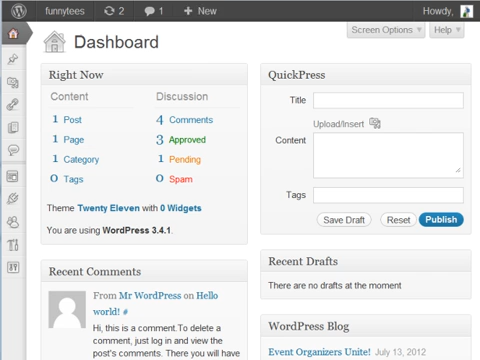 funnytees 2 1 + New Howdy,
Screen Options Help
Dashboard
Right Now
Content Discussion
1 Post 4 Comments
1 Page 3 Approved
1 Category 1 Pending
0 Tags 0 Spam
Theme Twenty Eleven with 0 Widgets
You are using WordPress 3.4.1.
Recent Comments
From Mr WordPress on Hello
world! #
Hi, this is a comment.To delete a
comment, just log in and view the
post's comments. There you will have
QuickPress
Title
Upload/Insert
Content
Tags
Save Draft Reset Publish
Recent Drafts
There are no drafts at the moment
WordPress Blog
Event Organizers Unite! July 13, 2012